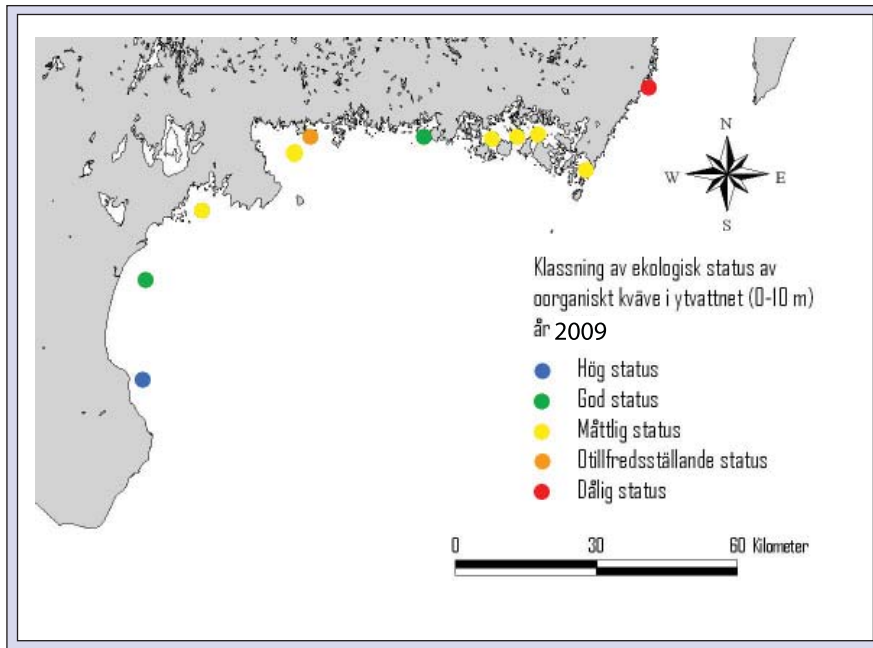 N
W E
S
Klassning av ekologisk status av
oorganiskt kväve i ytvattnet (0-10 m)
år 2009
Hög status
God status
Måttlig status
Otillfredsställande status
Dålig status
0 30 60 Kilometer